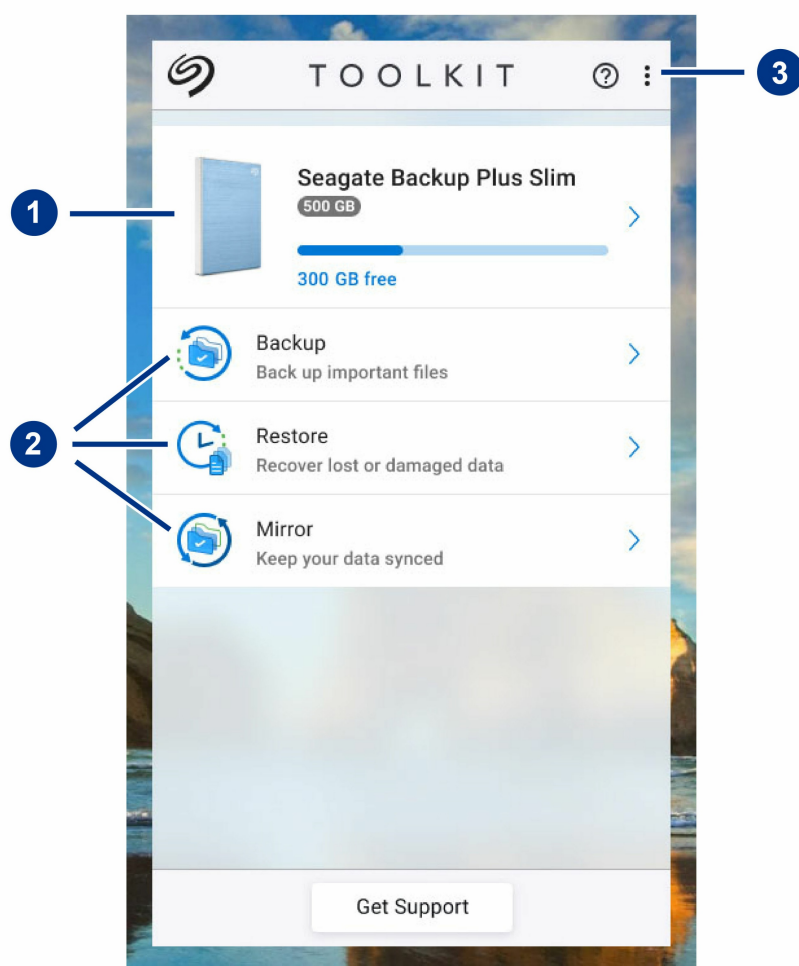 TOOLKIT
3
1
Seagate Backup Plus Slim
500 GB
300 GB free
2
Backup
Back up important files
Restore
Recover lost or damaged data
Mirror
Keep your data synced
Get Support